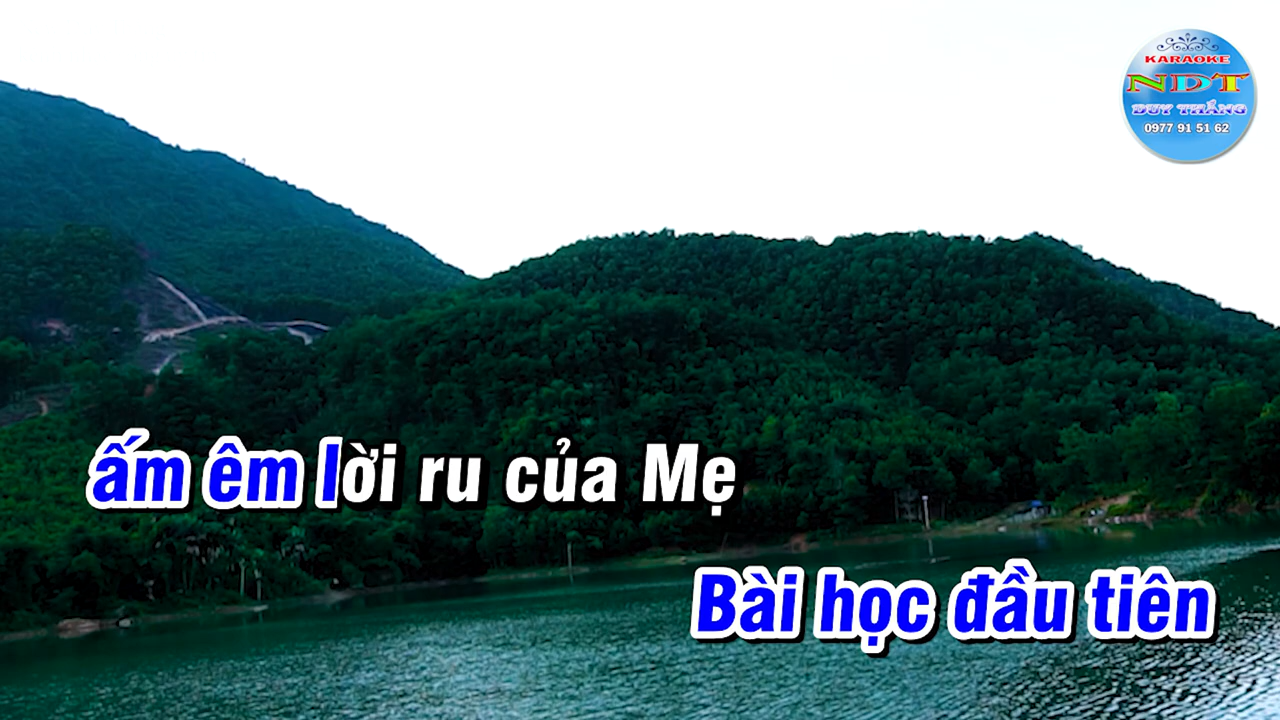 KARAOKE
NDT
DUY THẮNG
0977 91 51 62
ấm êm lời ru của Mẹ
Bài học đầu tiên